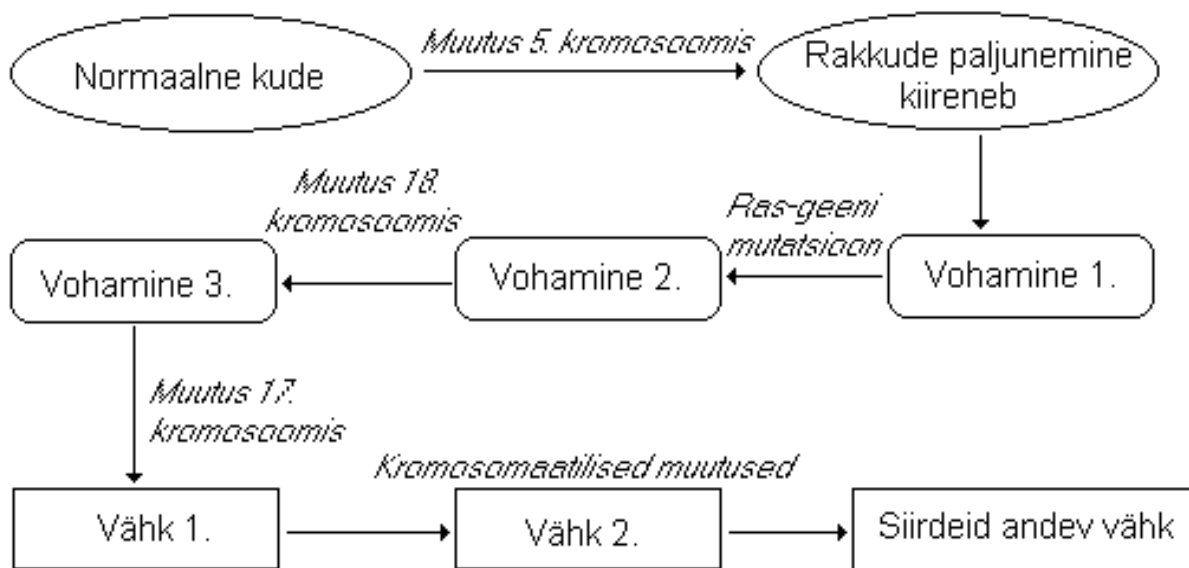 Normaalne kude
Muutus 5. kromosoomis
Rakkude paljunemine
kiireneb
Ras-geeni
mutatsioon
Vohamine 1.
Vohamine 2.
Muutus 18.
kromosoomis
Vohamine 3.
Muutus 17.
kromosoomis
Vähk 1.
Kromosomaatilised muutused
Vähk 2.
Siirdeid andev vähk